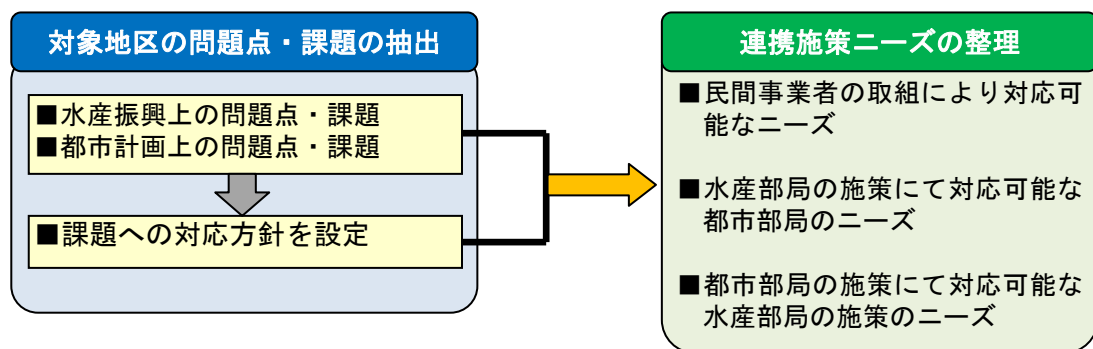 対象地区の問題点・課題の抽出
■水産振興上の問題点・課題
■都市計画上の問題点・課題
■課題への対応方針を設定
連携施策ニーズの整理
■民間事業者の取組により対応可
能なニーズ
■水産部局の施策にて対応可能な
都市部局のニーズ
■都市部局の施策にて対応可能な
水産部局の施策のニーズ